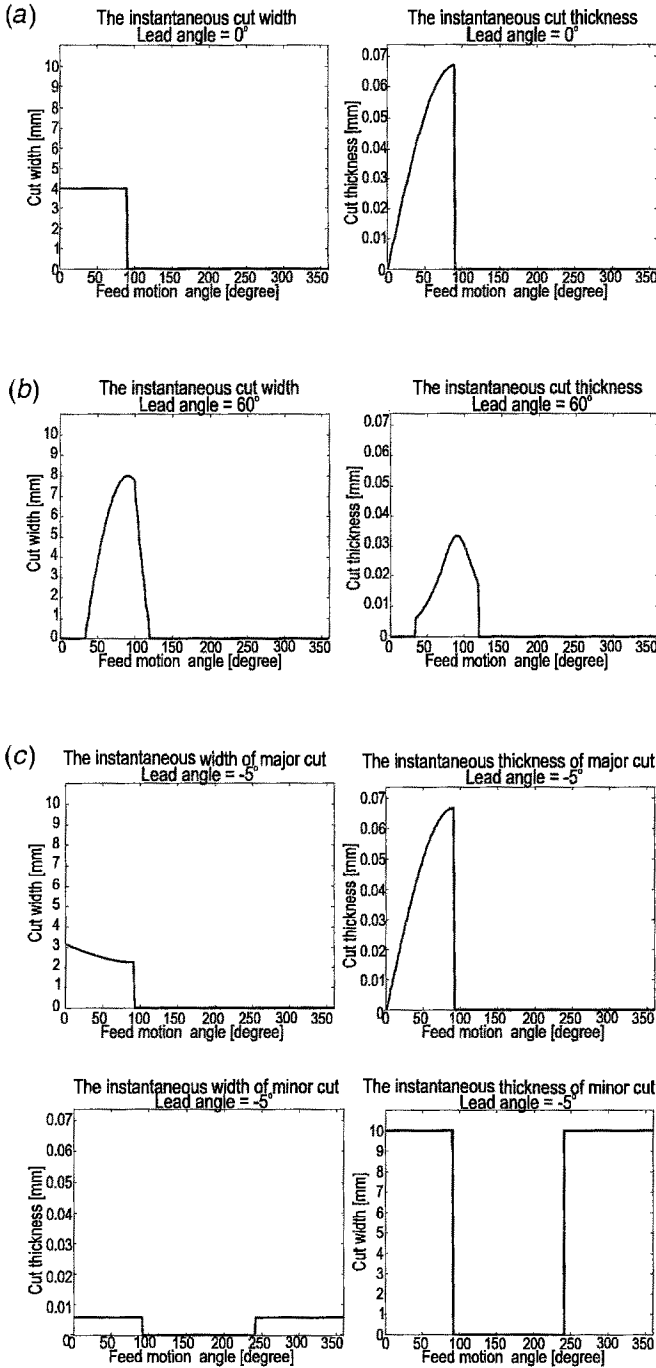 (a)
The instantaneous cut width
Lead angle = 0°
Cut width [mm]
10
9
8
7
6
5
4
3
2
1
0
0 50 100 150 200 250 300 350
Feed motion angle [degree]
The instantaneous cut thickness
Lead angle = 0°
Cut thickness [mm]
0.07
0.06
0.05
0.04
0.03
0.02
0.01
0
0 50 100 150 200 250 300 350
Feed motion angle [degree]
(b)
The instantaneous cut width
Lead angle = 60°
Cut width [mm]
10
9
8
7
6
5
4
3
2
1
0
0 50 100 150 200 250 300 350
Feed motion angle [degree]
The instantaneous cut thickness
Lead angle = 60°
Cut thickness [mm]
0.07
0.06
0.05
0.04
0.03
0.02
0.01
0
0 50 100 150 200 250 300 350
Feed motion angle [degree]
(c)
The instantaneous width of major cut
Lead angle = -5°
Cut width [mm]
10
9
8
7
6
5
4
3
2
1
0
0 50 100 150 200 250 300 350
Feed motion angle [degree]
The instantaneous thickness of major cut
Lead angle = -5°
Cut thickness [mm]
0.07
0.06
0.05
0.04
0.03
0.02
0.01
0
0 50 100 150 200 250 300 350
Feed motion angle [degree]
The instantaneous width of minor cut
Lead angle = -5°
Cut thickness [mm]
0.07
0.06
0.05
0.04
0.03
0.02
0.01
0
0 50 100 150 200 250 300 350
Feed motion angle [degree]
The instantaneous thickness of minor cut
Lead angle = -5°
Cut width [mm]
10
9
8
7
6
5
4
3
2
1
0
0 50 100 150 200 250 300 350
Feed motion angle [degree]